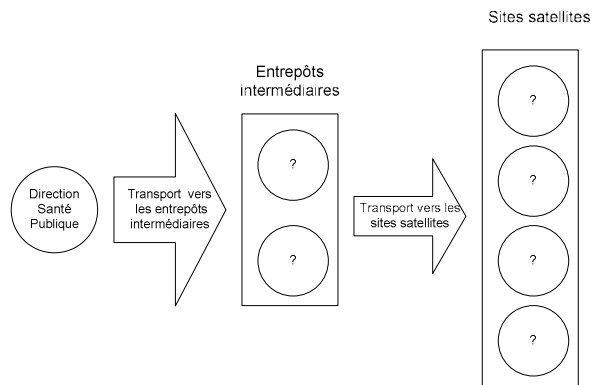 Sites satellites
Entrepôts
intermédiaires
?
?
?
?
?
?
Direction
Santé
Publique
Transport vers
les entrepôts
intermédiaires
Transport vers les
sites satellites